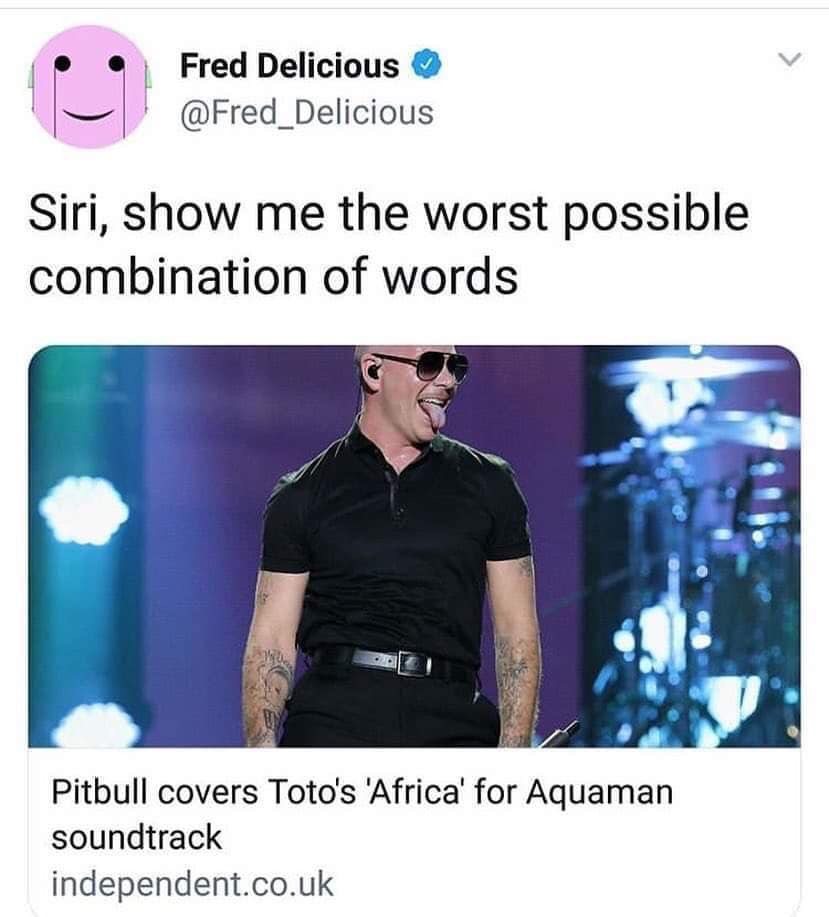 Fred Delicious
@Fred_Delicious
Siri, show me the worst possible
combination of words
Pitbull covers Toto's 'Africa' for Aquaman
soundtrack
independent.co.uk